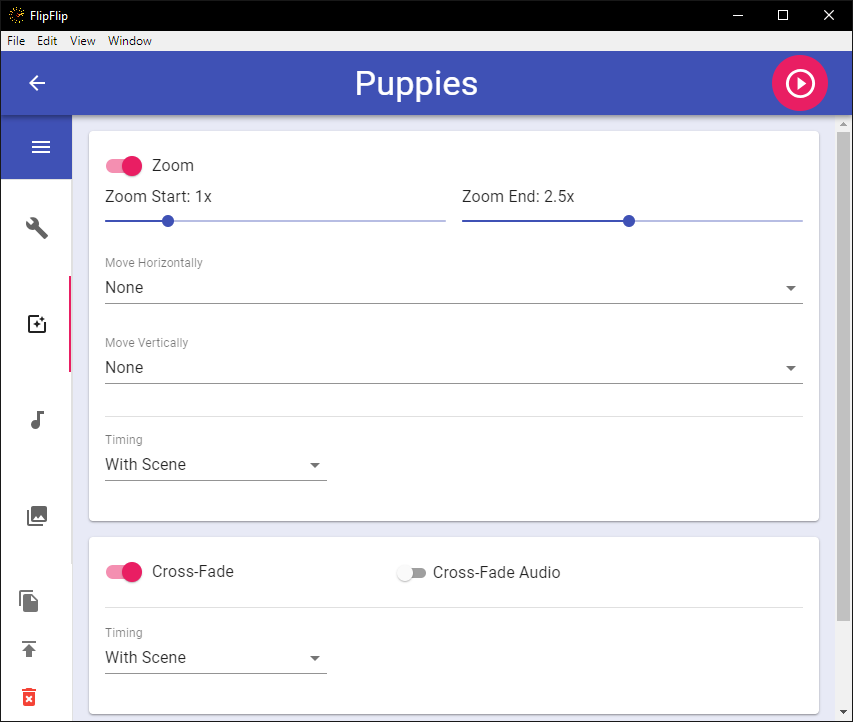 FlipFlip
File Edit View Window
Puppies
Zoom
Zoom Start: 1x Zoom End: 2.5x
Move Horizontally
None
Move Vertically
None
Timing
With Scene
Cross-Fade Cross-Fade Audio
Timing
With Scene